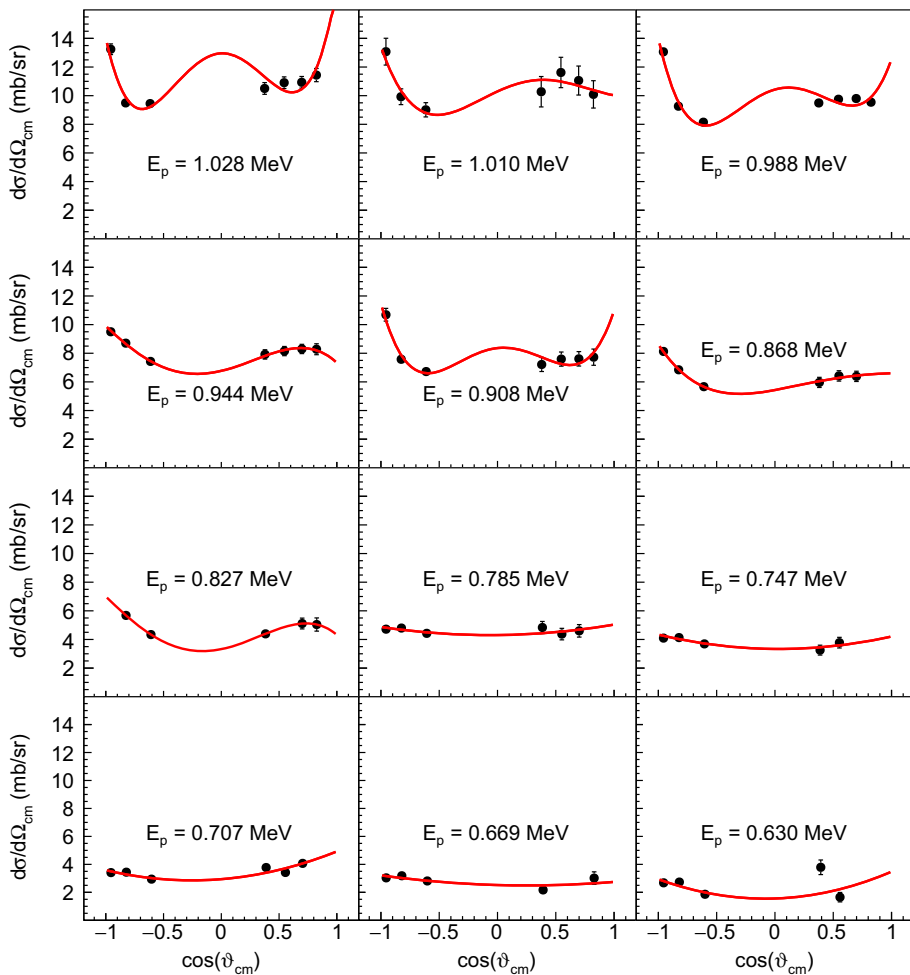 dσ/dΩcm (mb/sr)
16
14
12
10
8
6
4
2
Ep = 1.028 MeV
Ep = 1.010 MeV
Ep = 0.988 MeV
dσ/dΩcm (mb/sr)
14
12
10
8
6
4
2
Ep = 0.944 MeV
Ep = 0.908 MeV
Ep = 0.868 MeV
dσ/dΩcm (mb/sr)
14
12
10
8
6
4
2
Ep = 0.827 MeV
Ep = 0.785 MeV
Ep = 0.747 MeV
dσ/dΩcm (mb/sr)
14
12
10
8
6
4
2
Ep = 0.707 MeV
Ep = 0.669 MeV
Ep = 0.630 MeV
−1 −0.5 0 0.5 1 −1 −0.5 0 0.5 1 −1 −0.5 0 0.5 1
cos(ϑcm) cos(ϑcm) cos(ϑcm)